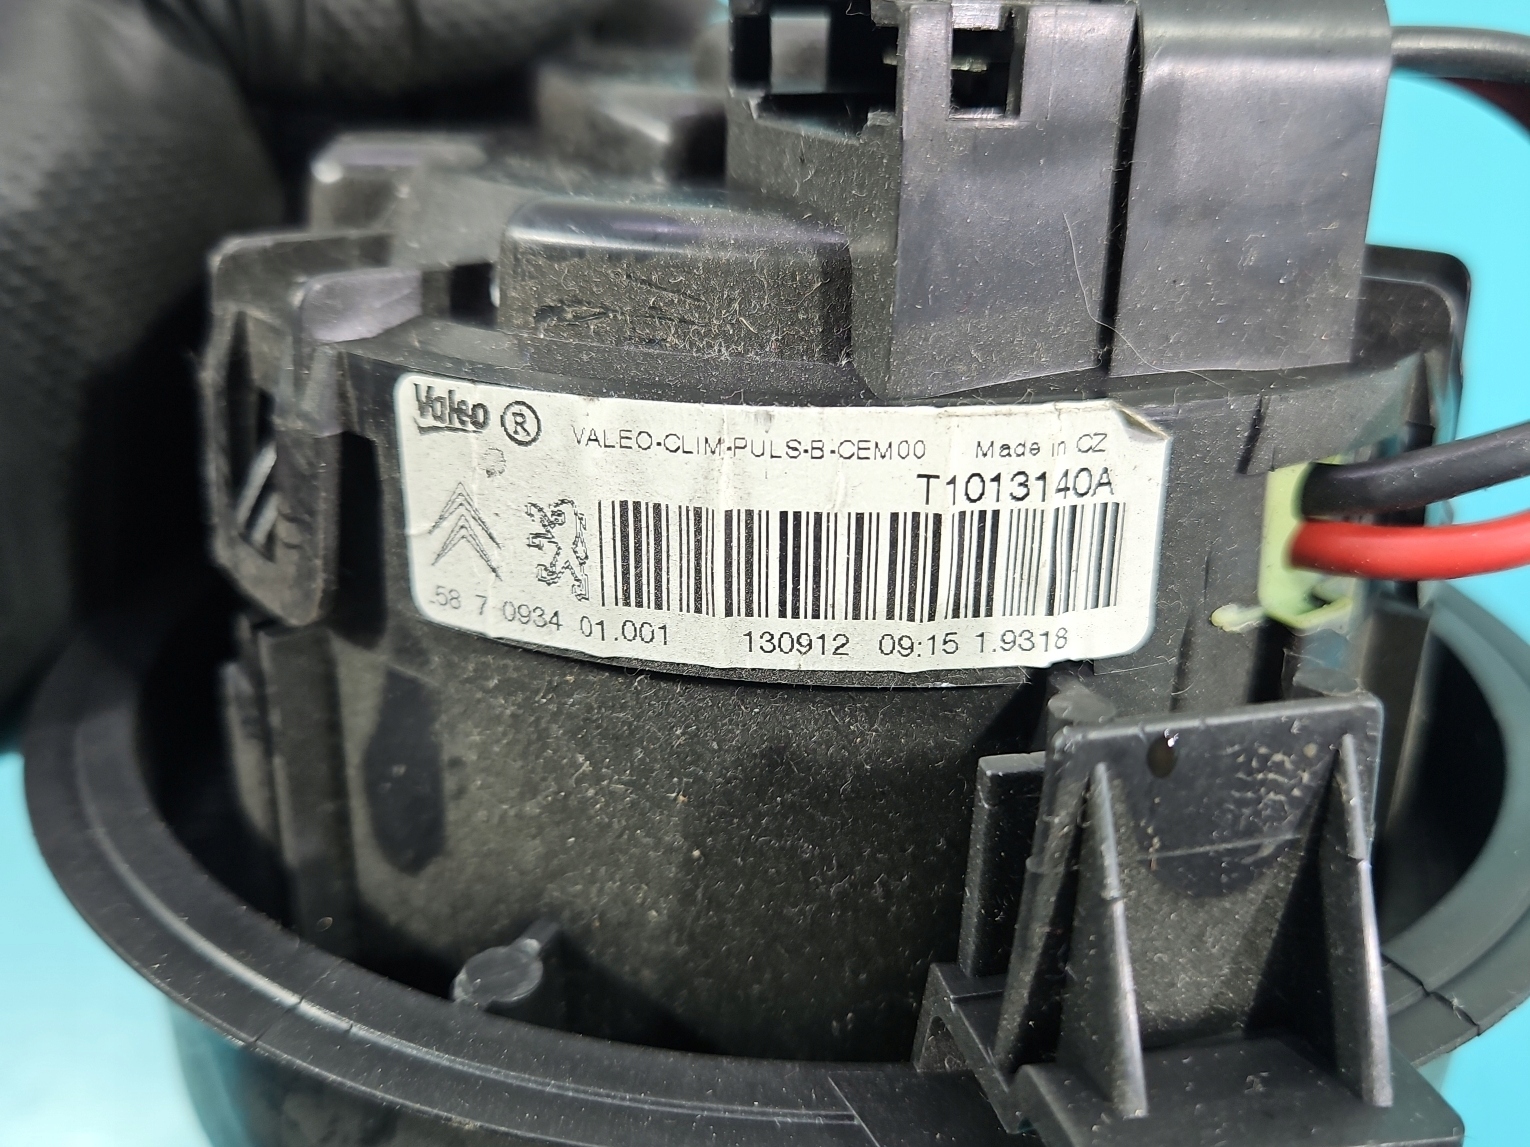 Valeo ®
VALEO-CLIM-PULS-B-CEM00 Made in CZ
T1013140A
.58 7 0934 01.001 130912 09:15 1.9318